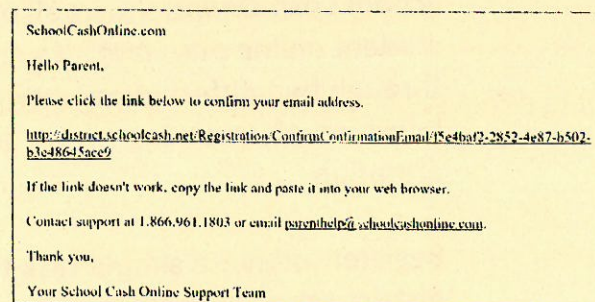 SchoolCashOnline.com
Hello Parent,
Please click the link below to confirm your email address.
http://district.schoolcash.net/Registration/ConfirmConfirmationEmail/f5e4baf2-2852-4e87-b502-
b3c48645ace9
If the link doesn't work, copy the link and paste it into your web browser.
Contact support at 1.866.961.1803 or email parenthelp@schoolcashonline.com.
Thank you,
Your School Cash Online Support Team